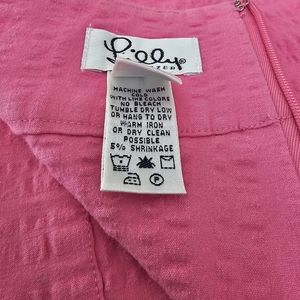 Lilly
MACHINE WASH
COLD
WITH LIKE COLORS
NO BLEACH
TUMBLE DRY LOW
OR HANG TO DRY
WARM IRON
OR DRY CLEAN
POSSIBLE
5% SHRINKAGE
P